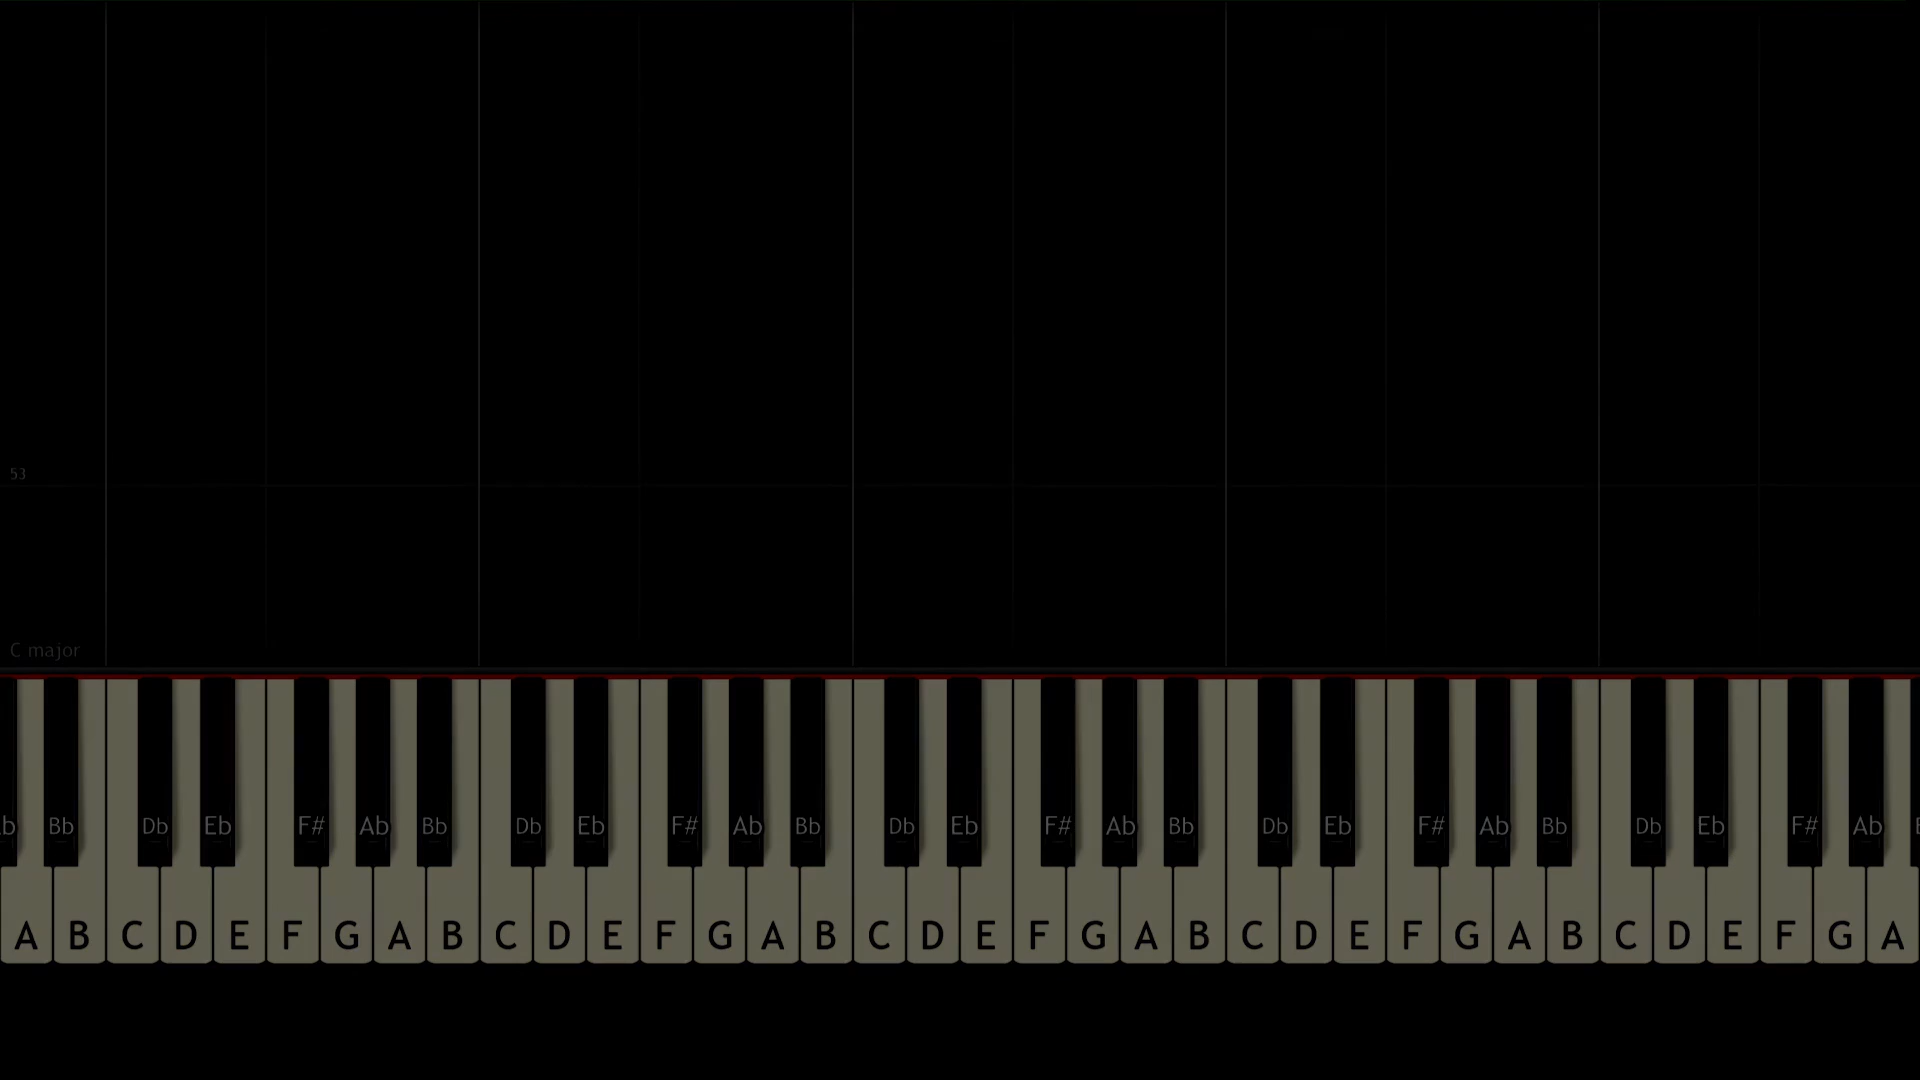 53
C major
b Bb Db Eb F# Ab Bb Db Eb F# Ab Bb Db Eb F# Ab Bb Db Eb F# Ab Bb Db Eb F# Ab
A B C D E F G A B C D E F G A B C D E F G A B C D E F G A B C D E F G A